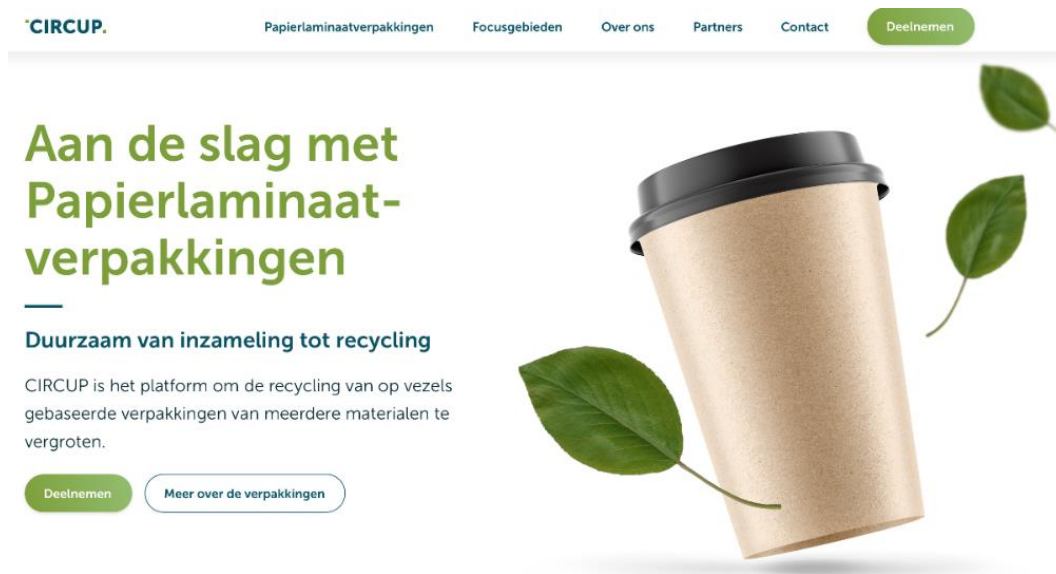 CIRCUP.
Papierlaminaatverpakkingen
Focusgebieden
Over ons
Partners
Contact
Deelnemen
Aan de slag met
Papierlaminaat-
verpakkingen
Duurzaam van inzameling tot recycling
CIRCUP is het platform om de recycling van op vezels
gebaseerde verpakkingen van meerdere materialen te
vergroten.
Deelnemen
Meer over de verpakkingen